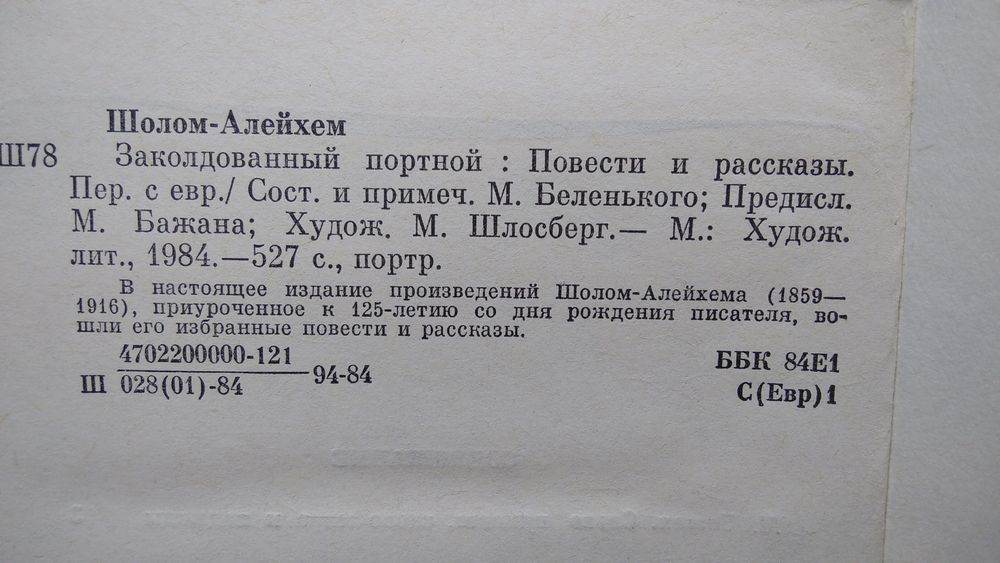 Шолом-Алейхем
Ш78 Заколдованный портной : Повести и рассказы.
Пер. с евр./ Сост. и примеч. М. Беленького; Предисл.
М. Бажана; Худож. М. Шлосберг.— М.: Худож.
лит., 1984.—527 с., портр.
В настоящее издание произведений Шолом-Алейхема (1859—
1916), приуроченное к 125-летию со дня рождения писателя, во-
шли его избранные повести и рассказы.
4702200000-121
Ш 028(01)-84 94-84
ББК 84Е1
С(Евр)1